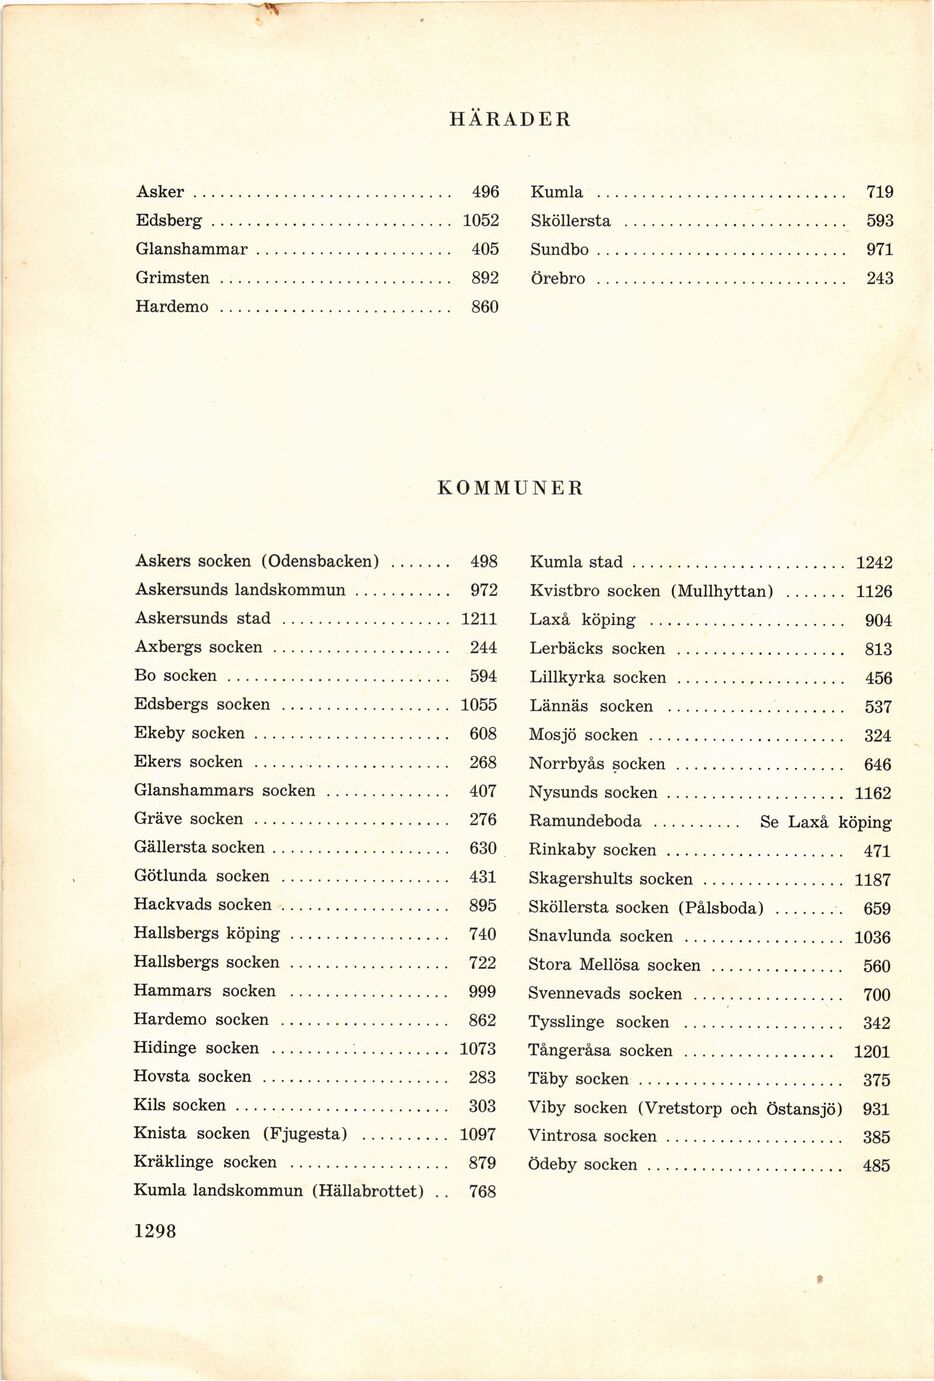 HÄRADER
Asker ............................ 496
Edsberg ........................... 1052
Glanshammar ...................... 405
Grimsten .......................... 892
Hardemo .......................... 860
Kumla ............................ 719
Sköllersta ......................... 593
Sundbo ............................ 971
Örebro ............................ 243
KOMMUNER
Askers socken (Odensbacken) ....... 498
Askersunds landskommun ........... 972
Askersunds stad ................... 1211
Axbergs socken .................... 244
Bo socken ......................... 594
Edsbergs socken ................... 1055
Ekeby socken ...................... 608
Ekers socken ...................... 268
Glanshammars socken .............. 407
Gräve socken ...................... 276
Gällersta socken .................... 630
Götlunda socken ................... 431
Hackvads socken ................... 895
Hallsbergs köping .................. 740
Hallsbergs socken .................. 722
Hammars socken .................. 999
Hardemo socken ................... 862
Hidinge socken .................... 1073
Hovsta socken ..................... 283
Kils socken ........................ 303
Knista socken (Fjugesta) .......... 1097
Kräklinge socken .................. 879
Kumla landskommun (Hällabrottet) .. 768
Kumla stad ........................ 1242
Kvistbro socken (Mullhyttan) ....... 1126
Laxå köping ...................... 904
Lerbäcks socken ................... 813
Lillkyrka socken ................... 456
Lännäs socken .................... 537
Mosjö socken ...................... 324
Norrbyås socken ................... 646
Nysunds socken .................... 1162
Ramundeboda .......... Se Laxå köping
Rinkaby socken .................... 471
Skagershults socken ................ 1187
Sköllersta socken (Pålsboda) ........ 659
Snavlunda socken .................. 1036
Stora Mellösa socken ............... 560
Svennevads socken ................. 700
Tysslinge socken .................. 342
Tångeråsa socken ................. 1201
Täby socken ....................... 375
Viby socken (Vretstorp och Östansjö) 931
Vintrosa socken .................... 385
Ödeby socken ...................... 485
1298